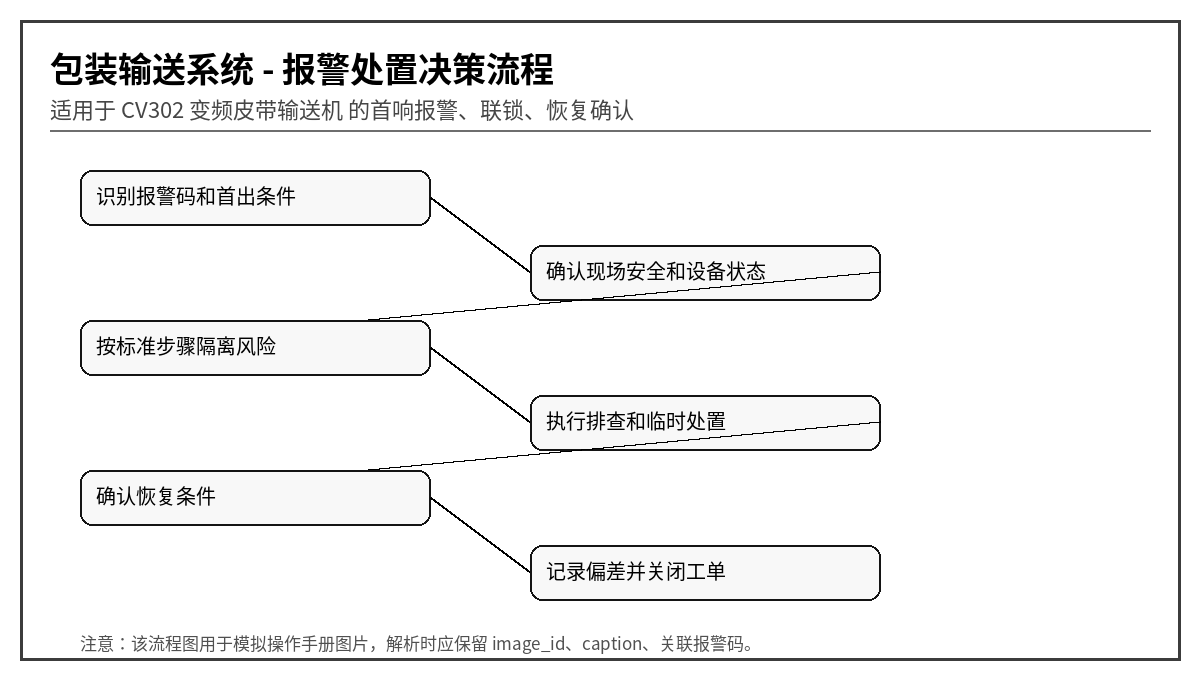 包装输送系统 - 报警处置决策流程
适用于 CV302 变频皮带输送机 的首响报警、联锁、恢复确认
识别报警码和首出条件
确认现场安全和设备状态
按标准步骤隔离风险
执行排查和临时处置
确认恢复条件
记录偏差并关闭工单
注意：该流程图用于模拟操作手册图片，解析时应保留 image_id、caption、关联报警码。